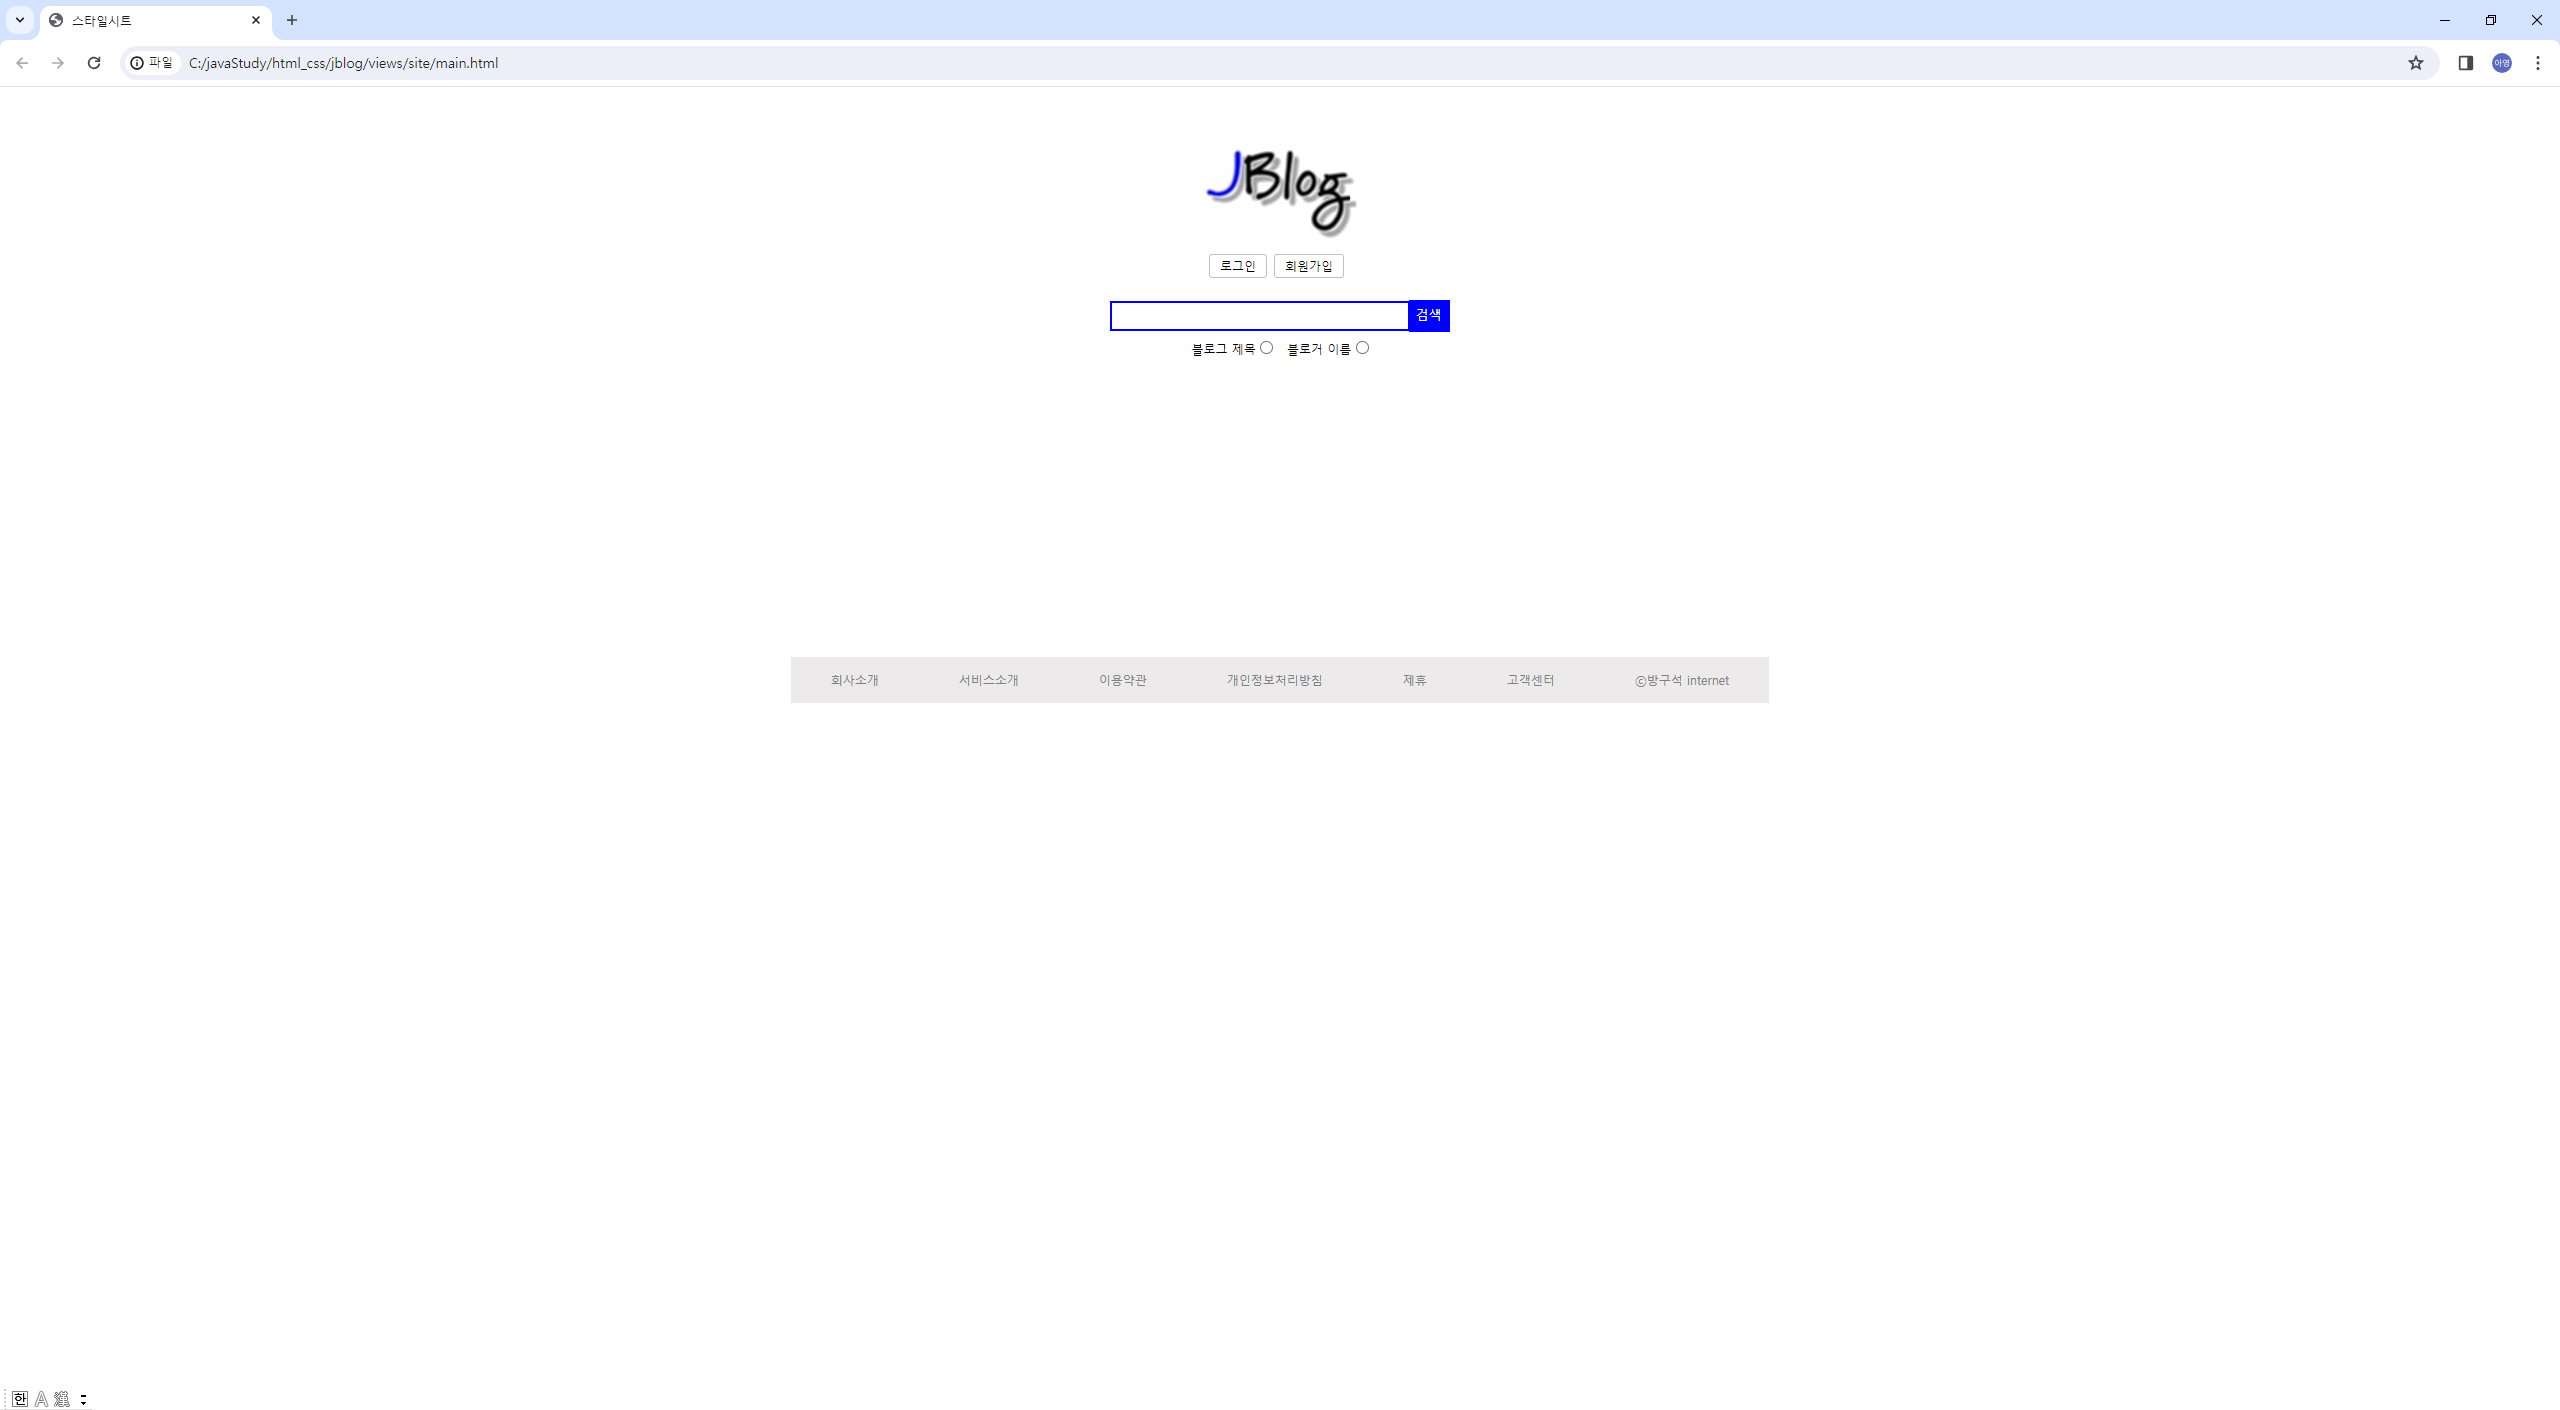 스타일시트
파일 C:/javaStudy/html_css/jblog/views/site/main.html
아영
JBlog
로그인 회원가입
검색
블로그 제목 블로거 이름
회사소개 서비스소개 이용약관 개인정보처리방침 제휴 고객센터 ⓒ방구석 internet
한 A 漢